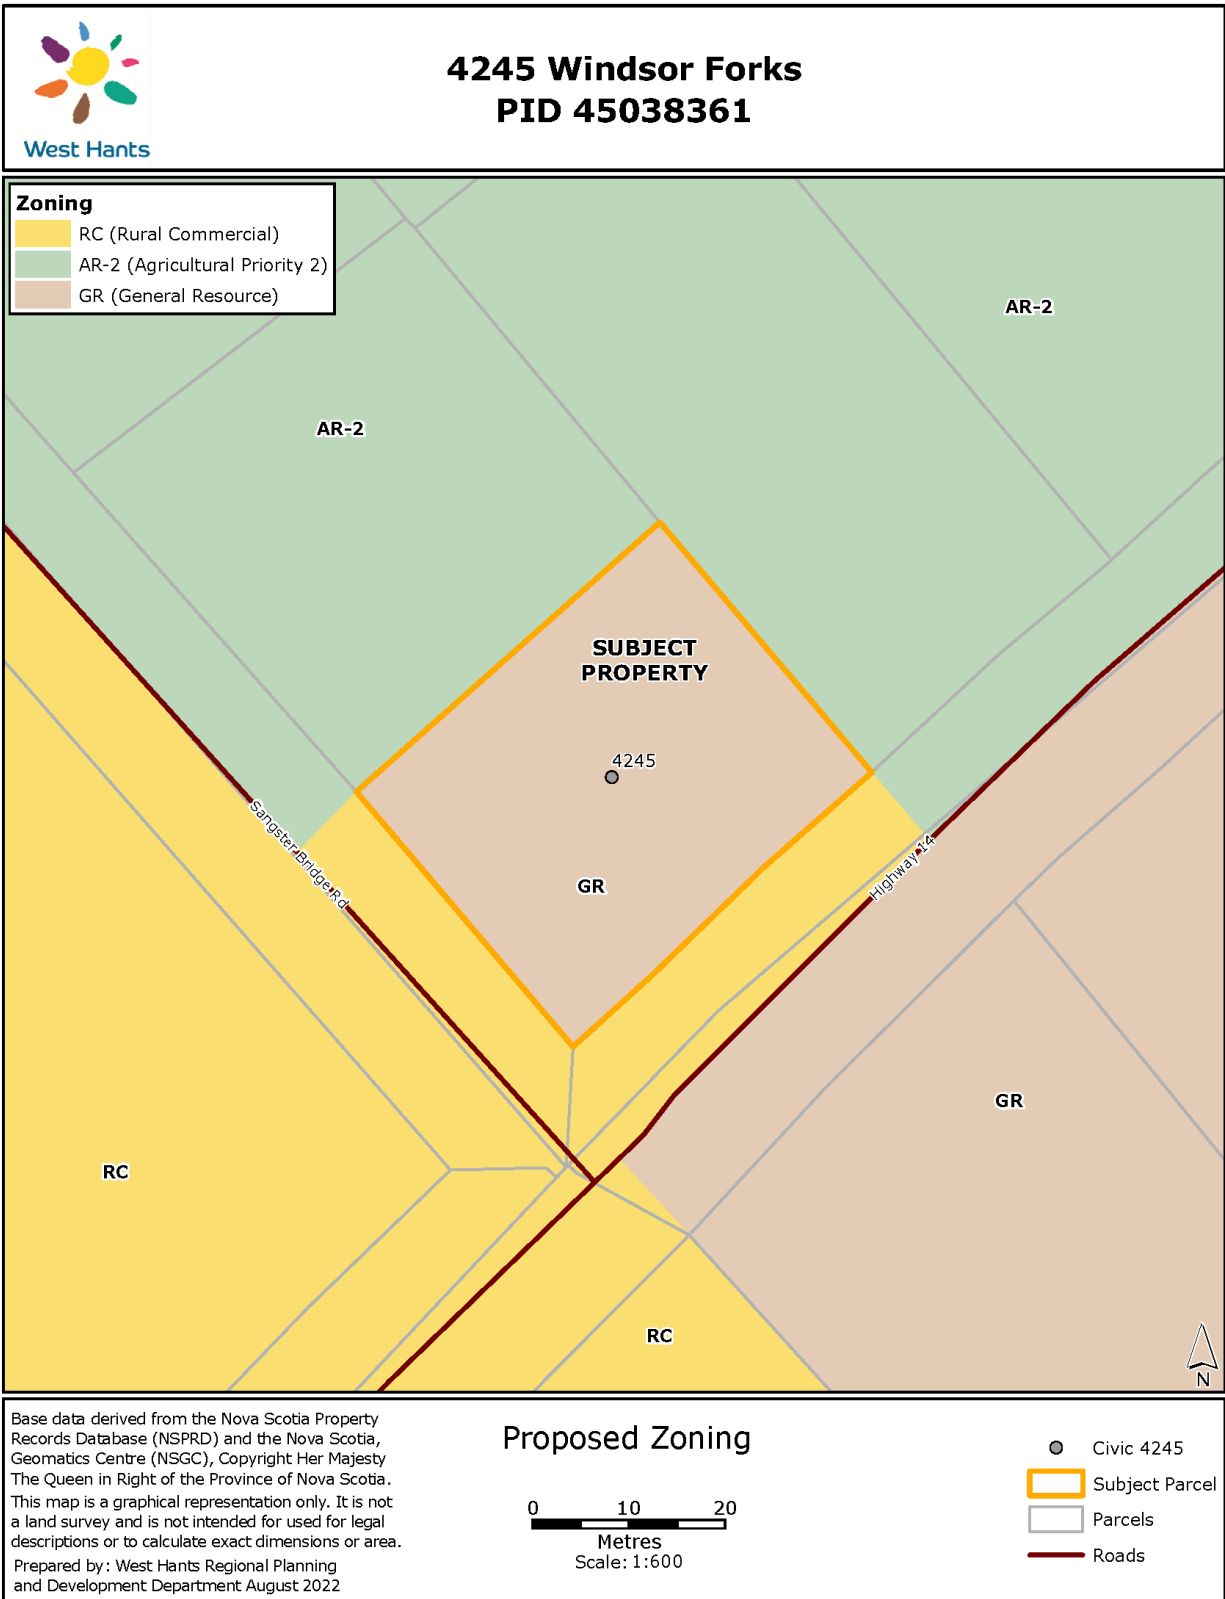 West Hants
4245 Windsor Forks
PID 45038361
Zoning
RC (Rural Commercial)
AR-2 (Agricultural Priority 2)
GR (General Resource)
AR-2
AR-2
SUBJECT
PROPERTY
4245
Sangster Bridge Rd
Highway 14
GR
GR
RC
RC
N
Base data derived from the Nova Scotia Property
Records Database (NSPRD) and the Nova Scotia,
Geomatics Centre (NSGC), Copyright Her Majesty
The Queen in Right of the Province of Nova Scotia.
This map is a graphical representation only. It is not
a land survey and is not intended for used for legal
descriptions or to calculate exact dimensions or area.
Prepared by: West Hants Regional Planning
and Development Department August 2022
Proposed Zoning
0 10 20
Metres
Scale: 1:600
Civic 4245
Subject Parcel
Parcels
Roads